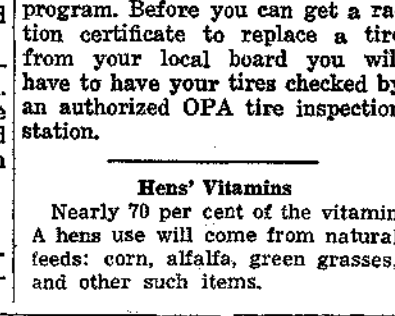 program. Before you can get a ra
tion certificate to replace a tire
from your local board you wil
have to have your tires checked by
an authorized OPA tire inspection
station.
Hens' Vitamins
Nearly 70 per cent of the vitamin
A hens use will come from natural
feeds: corn, alfalfa, green grasses,
and other such items.